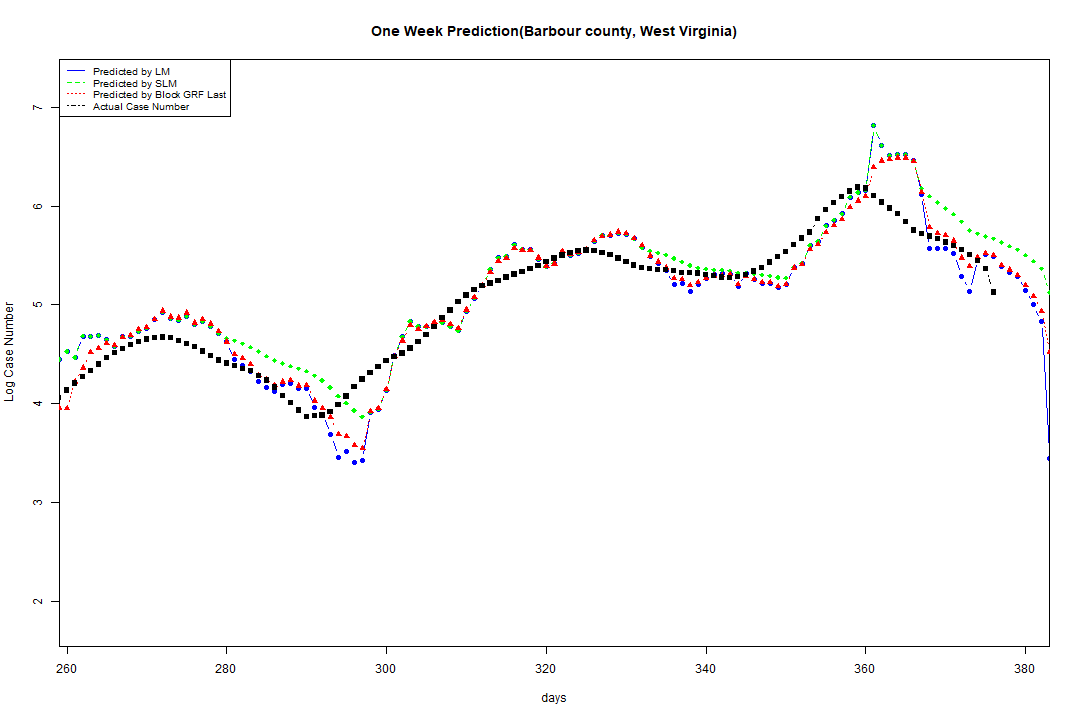 One Week Prediction(Barbour county, West Virginia)
Predicted by LM
Predicted by SLM
Predicted by Block GRF Last
Actual Case Number
7
6
5
4
3
2
Log Case Number
260 280 300 320 340 360 380
days